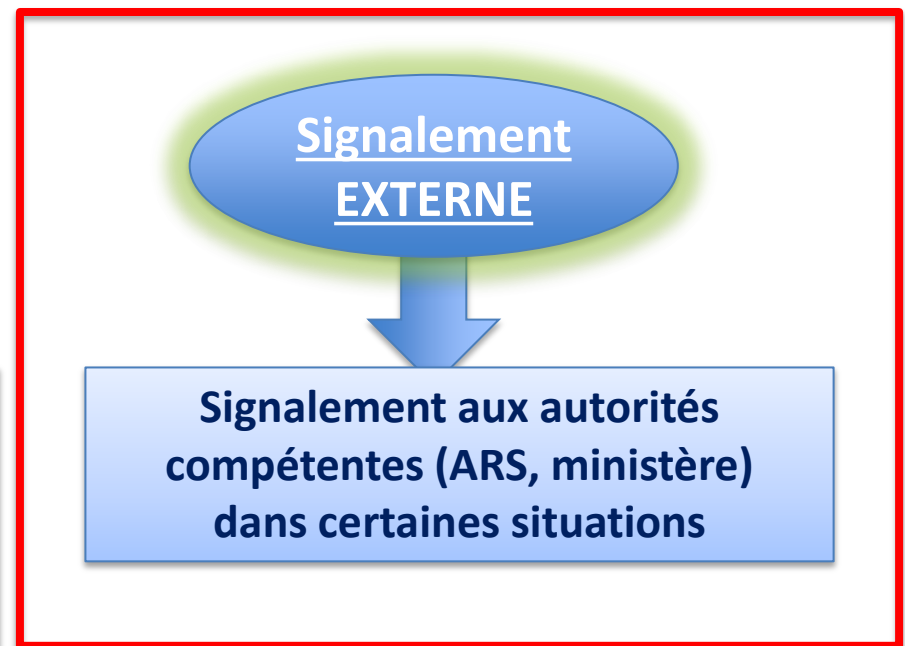 Signalement
EXTERNE
Signalement aux autorités
compétentes (ARS, ministère)
dans certaines situations